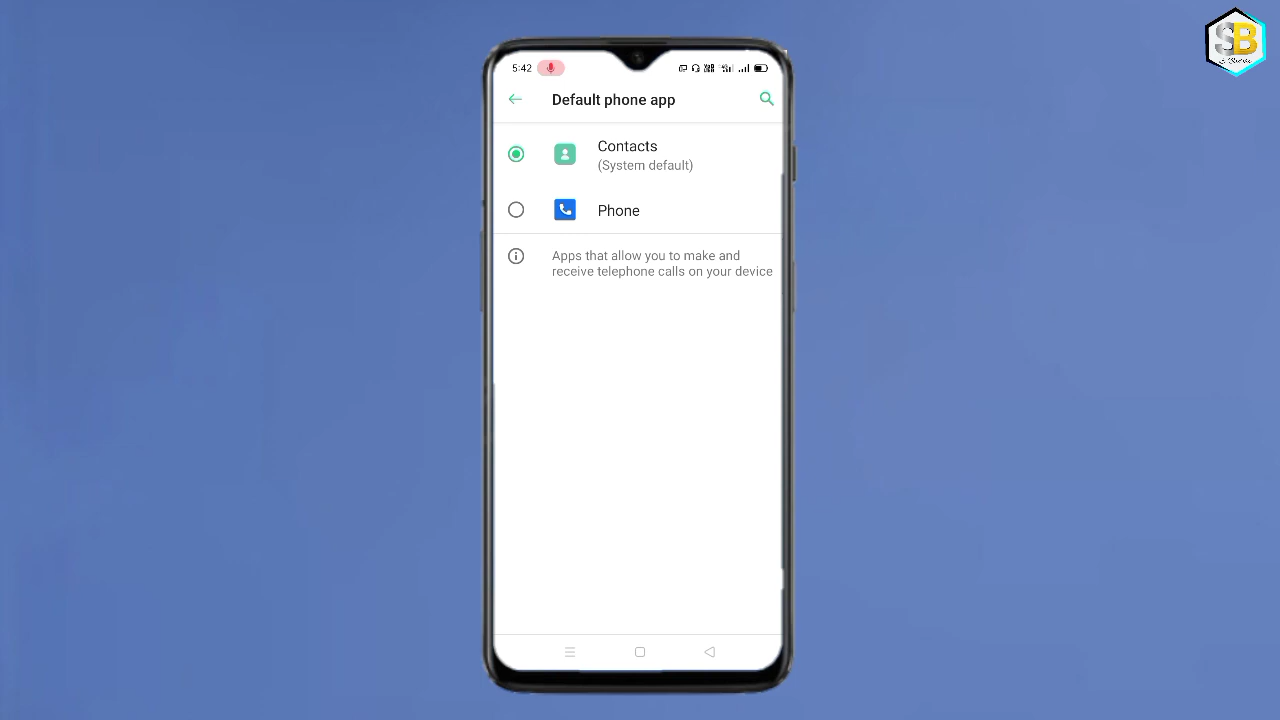 SB
5:42
Default phone app
Contacts
(System default)
Phone
Apps that allow you to make and
receive telephone calls on your device